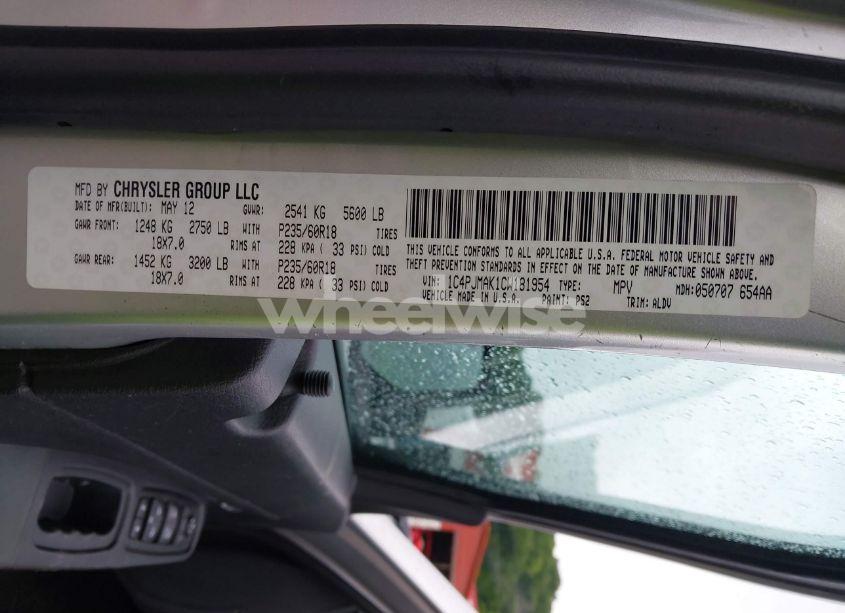 MFD BY CHRYSLER GROUP LLC
DATE OF MFR(BUILT): MAY 12 GVWR: 2541 KG 5600 LB
GAWR FRONT: 1248 KG 2750 LB WITH P235/60R18 TIRES
18X7.0 RIMS AT 228 KPA ( 33 PSI) COLD
GAWR REAR: 1452 KG 3200 LB WITH P235/60R18 TIRES
18X7.0 RIMS AT 228 KPA ( 33 PSI) COLD
THIS VEHICLE CONFORMS TO ALL APPLICABLE U.S.A. FEDERAL MOTOR VEHICLE SAFETY AND
THEFT PREVENTION STANDARDS IN EFFECT ON THE DATE OF MANUFACTURE SHOWN ABOVE.
VIN: 1C4PJMAK1CW131954 TYPE: MPV MDH:050707 654AA
VEHICLE MADE IN U.S.A. PAINT: PS2 TRIM: ALDV
wheelwise